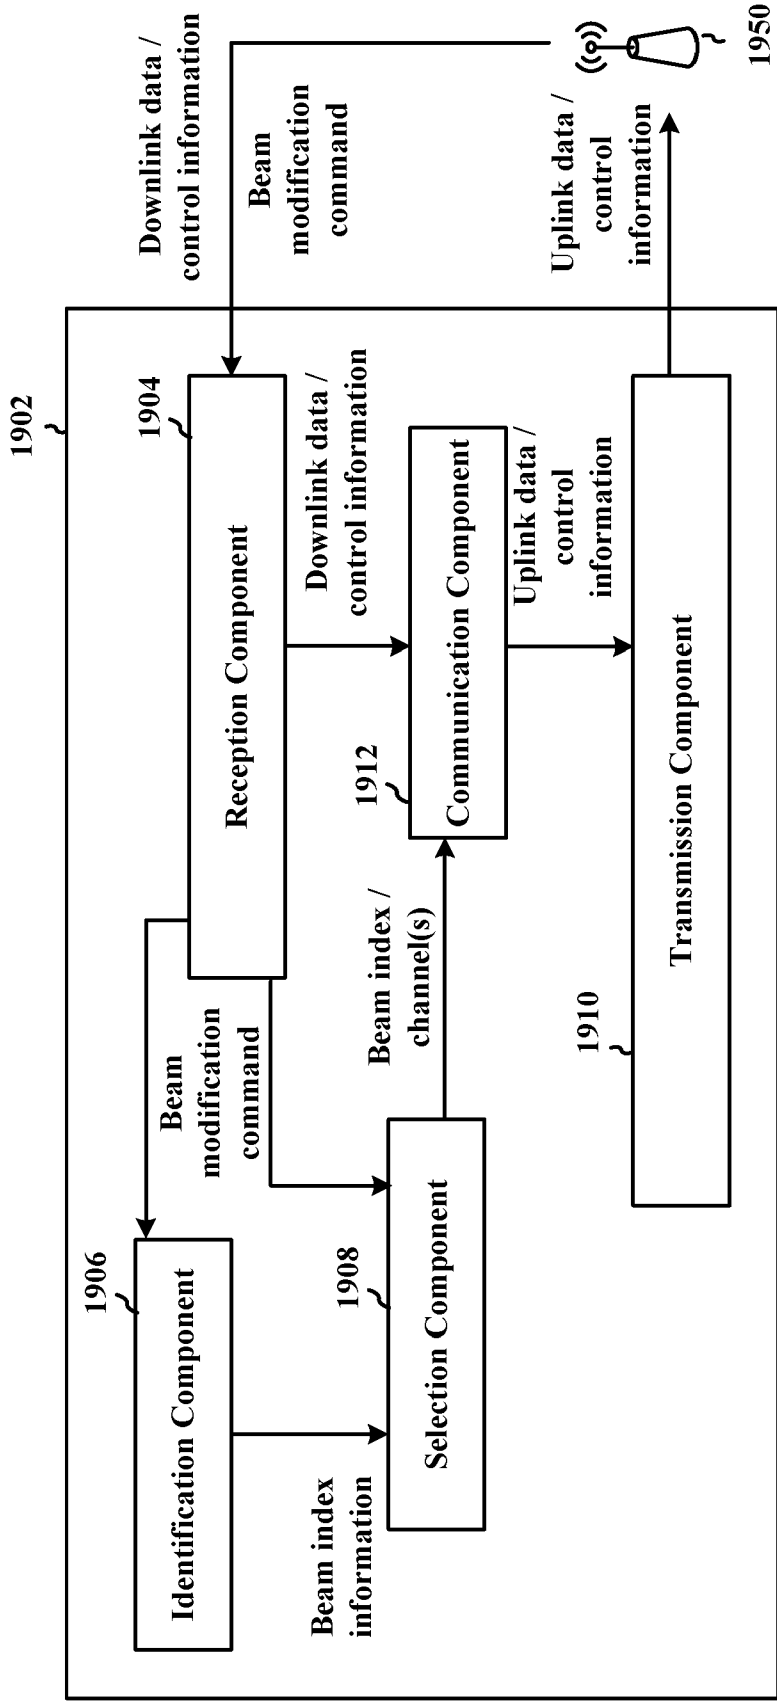 1902
Downlink data /
control information
Beam
modification
command
1950
Uplink data /
control
information
1904
Reception Component
Downlink data /
control information
Beam
modification
command
1906
Identification Component
Beam index
information
1908
Selection Component
Beam index /
channel(s)
1912
Communication Component
Uplink data /
control
information
1910
Transmission Component